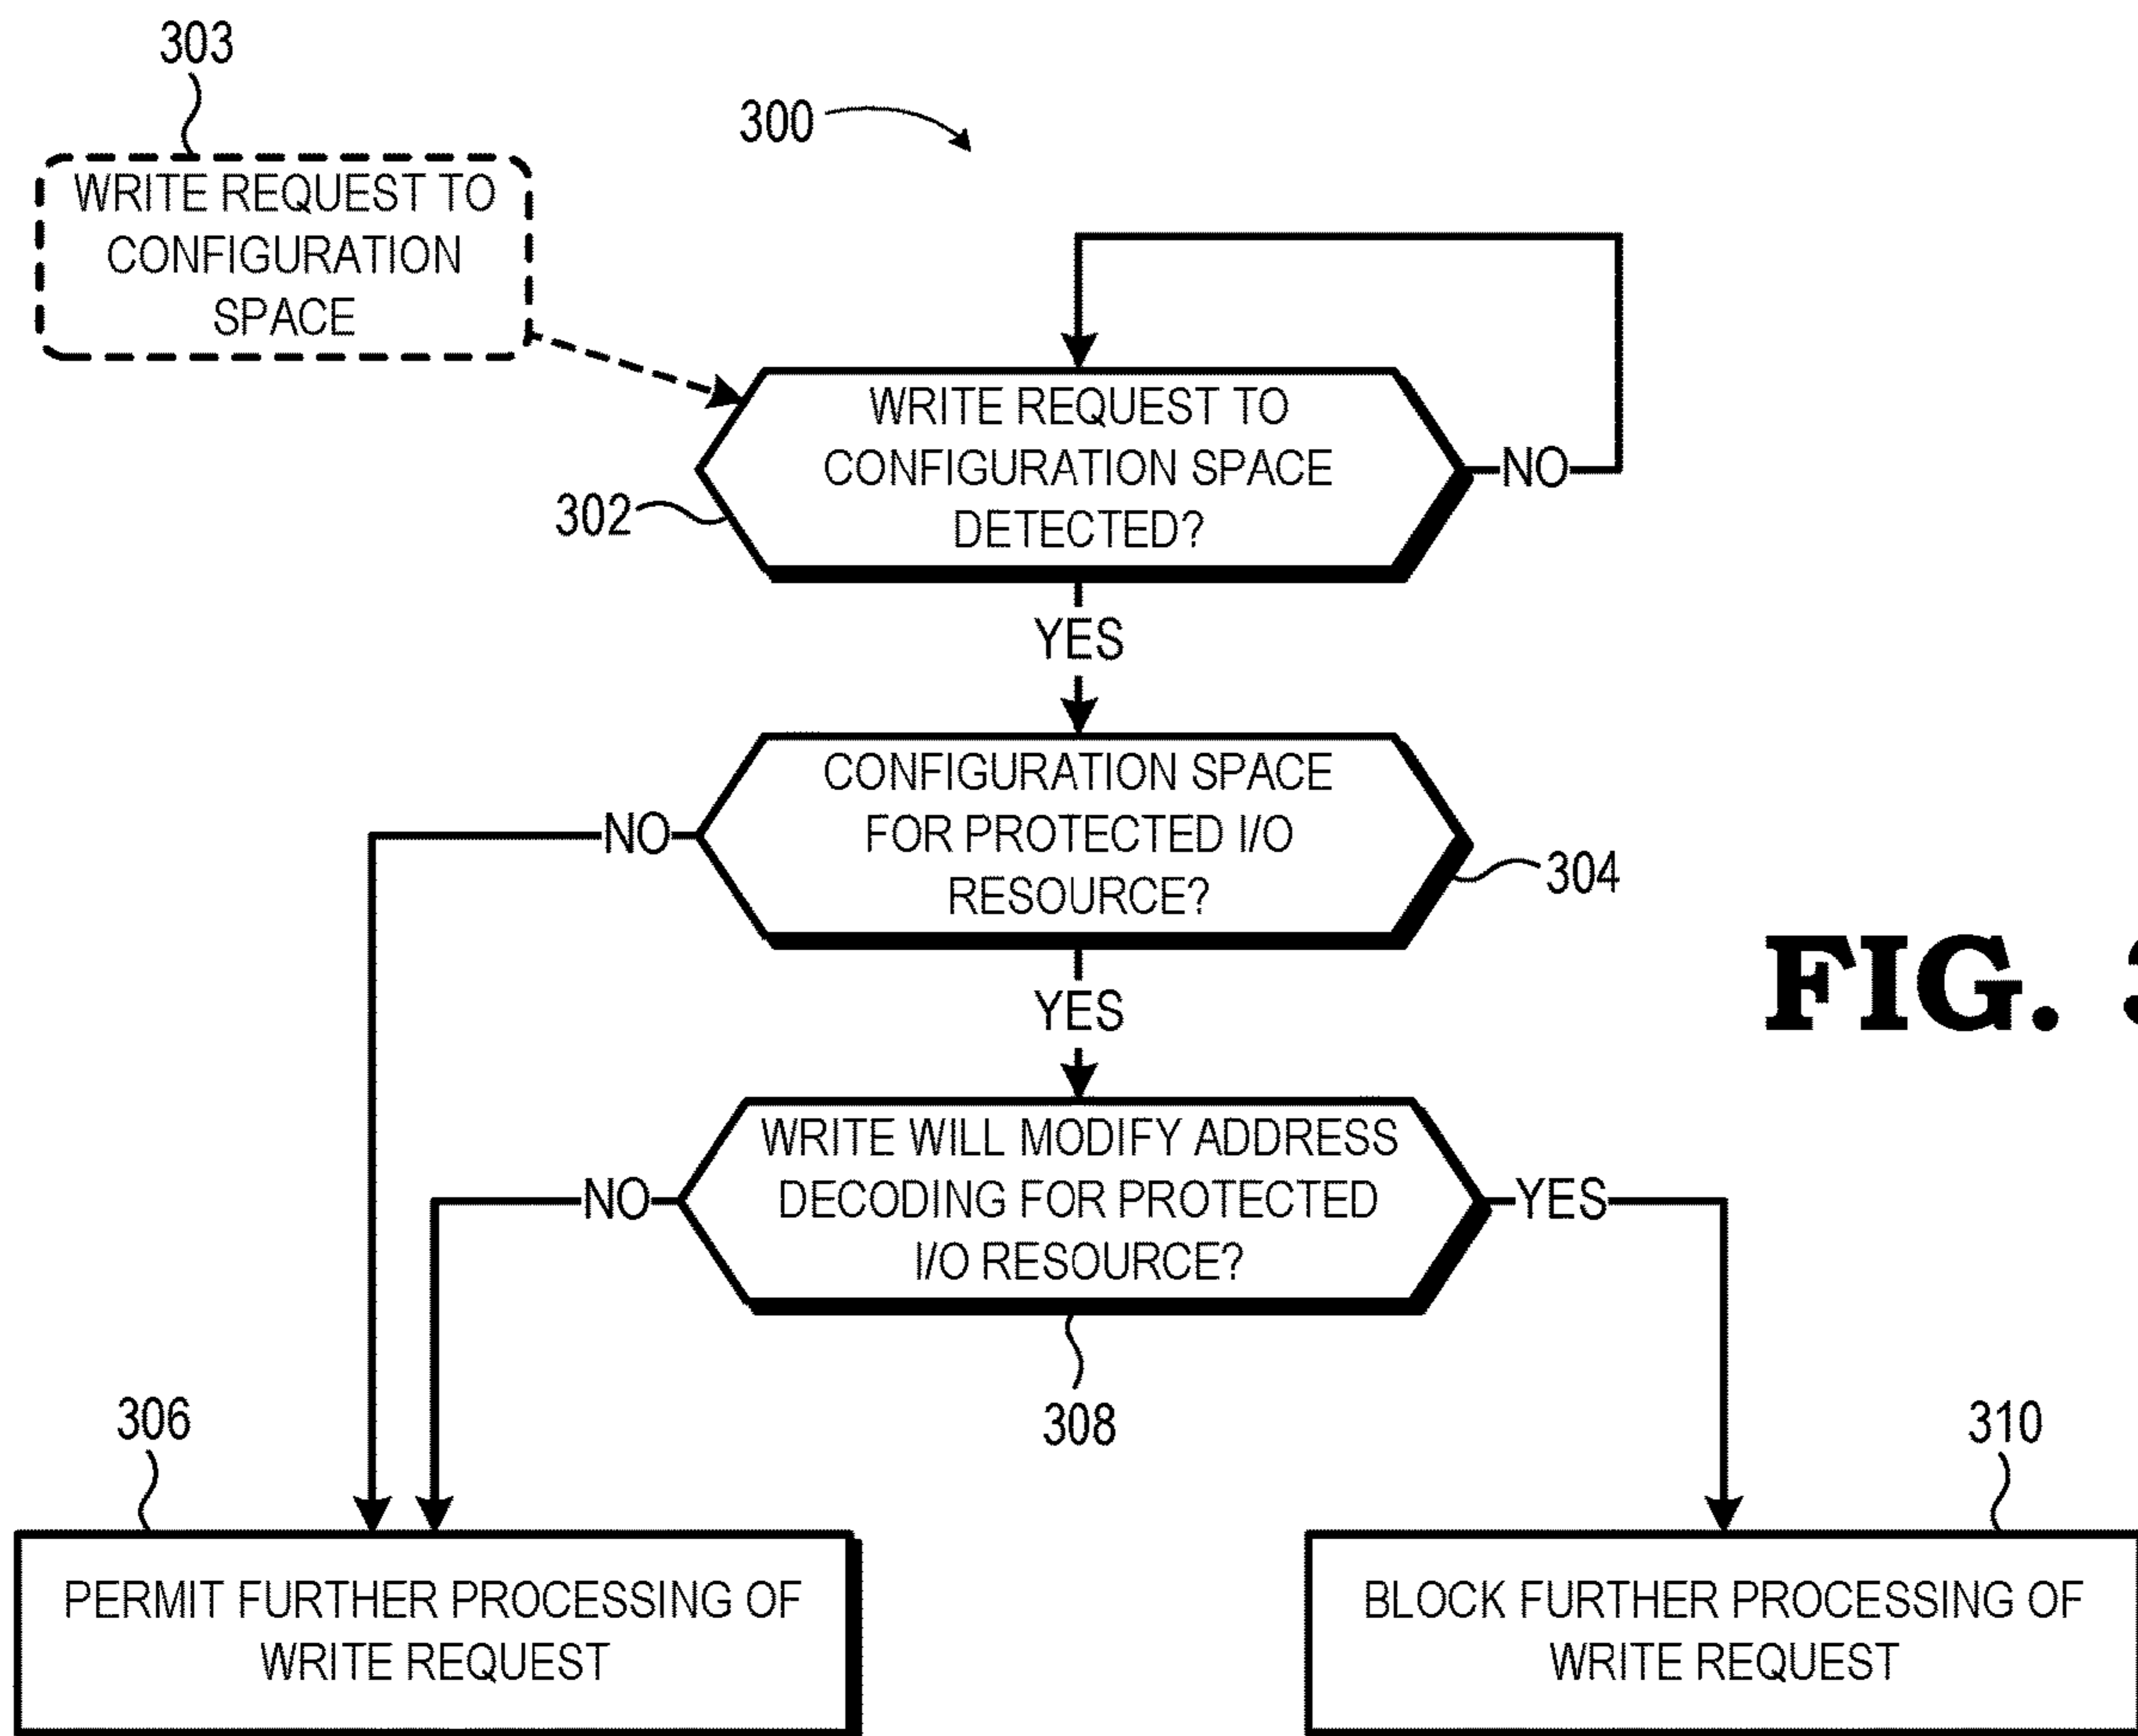 303
300
WRITE REQUEST TO
CONFIGURATION
SPACE
WRITE REQUEST TO
CONFIGURATION SPACE
DETECTED?
NO
302
YES
CONFIGURATION SPACE
FOR PROTECTED I/O
RESOURCE?
NO
304
FIG.
YES
WRITE WILL MODIFY ADDRESS
DECODING FOR PROTECTED
I/O RESOURCE?
NO
YES
306
308
310
PERMIT FURTHER PROCESSING OF
WRITE REQUEST
BLOCK FURTHER PROCESSING OF
WRITE REQUEST